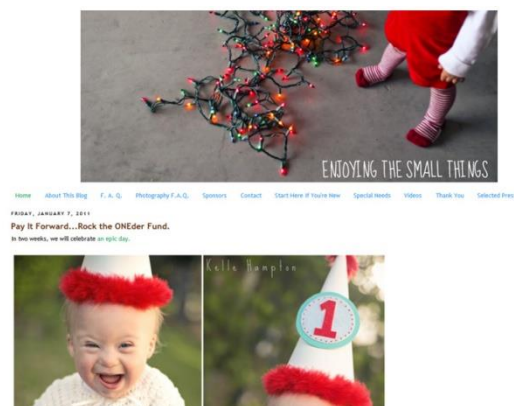 ENJOYING THE SMALL THINGS
Home About This Blog F. A. Q. Photography F.A.Q. Sponsors Contact Start Here if You're New Special Needs Videos Thank You Selected Pres
FRIDAY, JANUARY 7, 2011
Pay It Forward...Rock the ONEder Fund.
In two weeks, we will celebrate an epic day.
Kelle Hampton
1